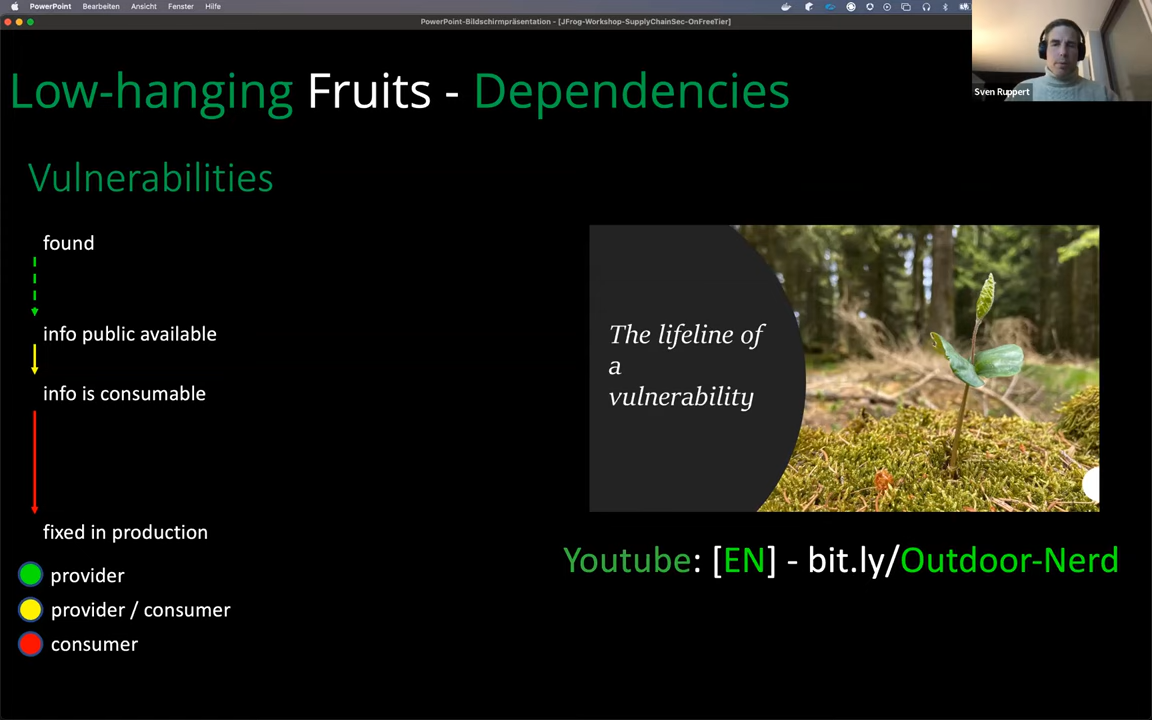 PowerPoint Bearbeiten Ansicht Fenster Hilfe
PowerPoint-Bildschirmpräsentation - [JFrog-Workshop-SupplyChainSec-OnFreeTier]
Sven Ruppert
Low-hanging Fruits - Dependencies
Vulnerabilities
found
info public available
info is consumable
fixed in production
provider
provider / consumer
consumer
The lifeline of
a
vulnerability
Youtube: [EN] - bit.ly/Outdoor-Nerd